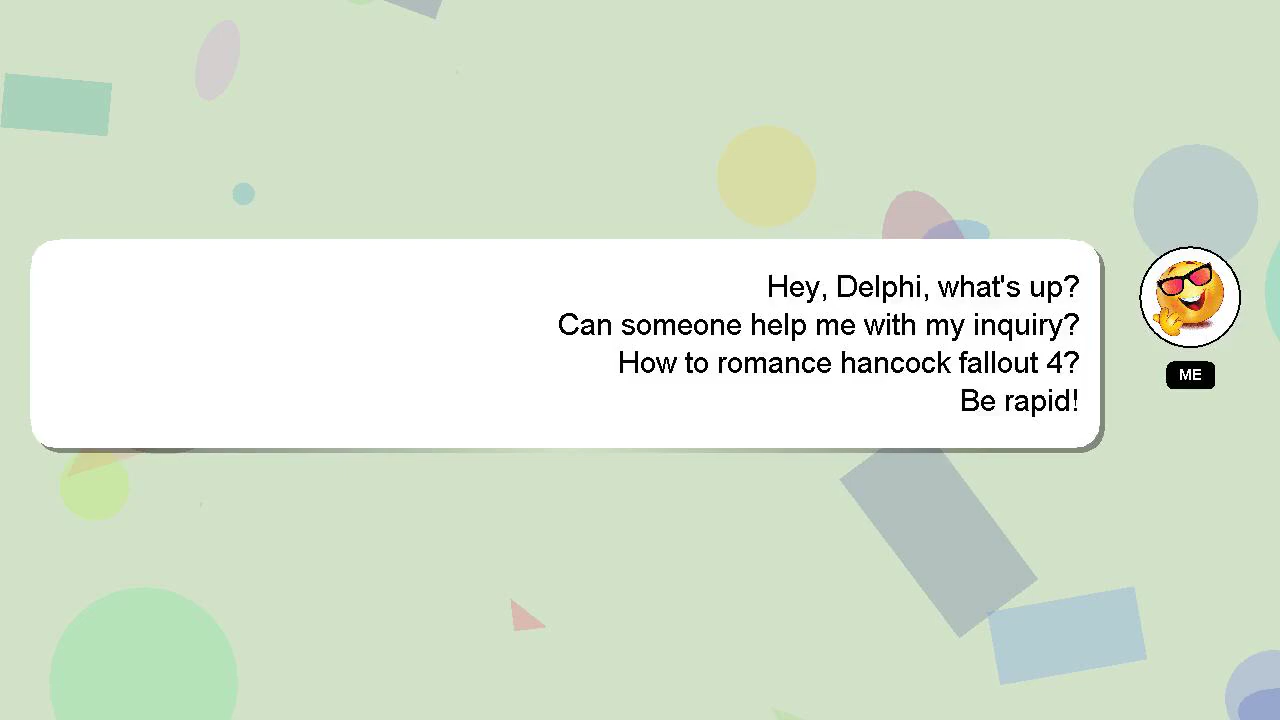 Hey, Delphi, what's up?
Can someone help me with my inquiry?
How to romance hancock fallout 4?
Be rapid!
ME